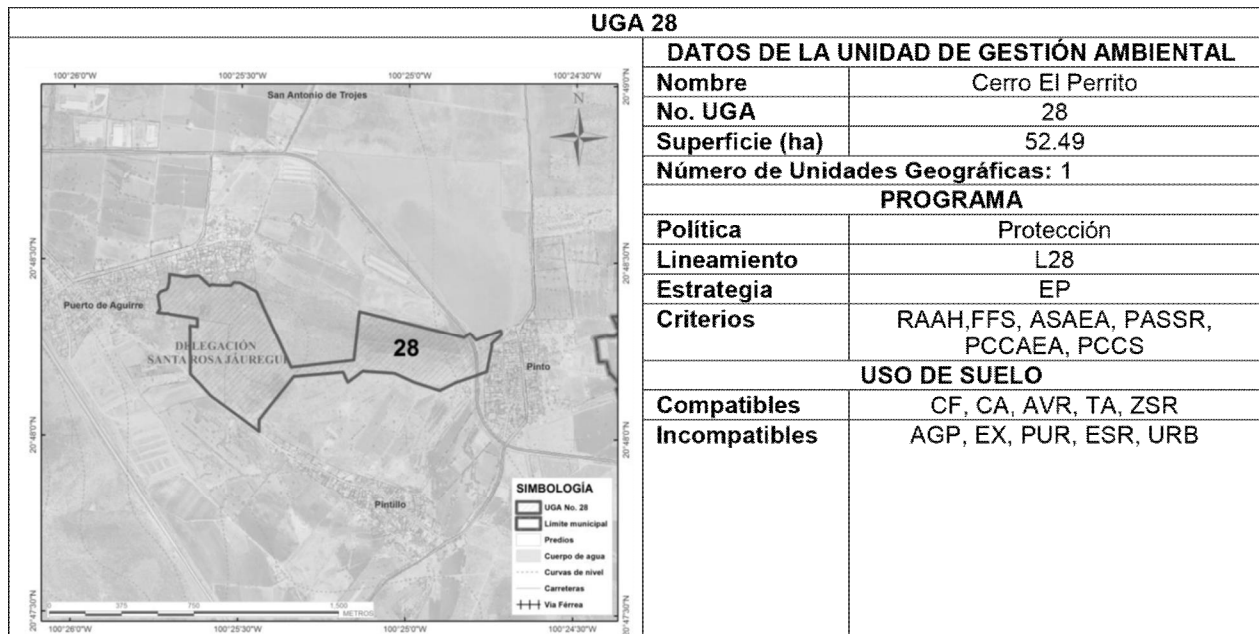 UGA 28
100°26'0"W 100°25'30"W 100°25'0"W 100°24'30"W
20°49'0"N
San Antonio de Trojes
N
20°48'30"N 20°48'30"N
Puerto de Aguirre
DELEGACIÓN
SANTA ROSA JÁUREGUI
28
Pinto
20°48'0"N 20°48'0"N
Pintillo
SIMBOLOGÍA
UGA No. 28
Limite municipal
Predios
Cuerpo de agua
Curvas de nivel
Carreteras
Via Férrea
0 375 750 1,500
METROS
20°47'30"N 20°47'30"N
100°26'0"W 100°25'30"W 100°25'0"W 100°24'30"W
DATOS DE LA UNIDAD DE GESTIÓN AMBIENTAL
Nombre Cerro El Perrito
No. UGA 28
Superficie (ha) 52.49
Número de Unidades Geográficas: 1
PROGRAMA
Política Protección
Lineamiento L28
Estrategia EP
Criterios RAAH,FFS, ASAEA, PASSR,
PCCAEA, PCCS
USO DE SUELO
Compatibles CF, CA, AVR, TA, ZSR
Incompatibles AGP, EX, PUR, ESR, URB